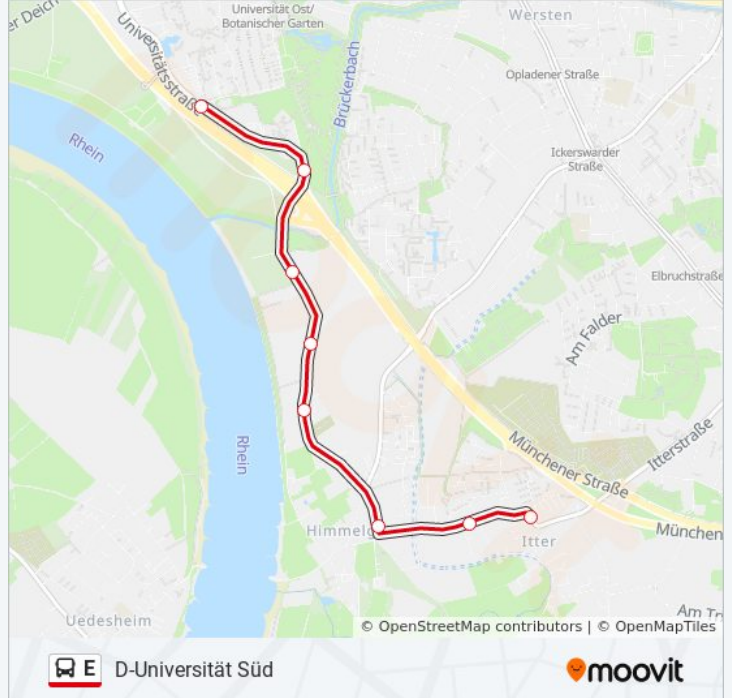 er Deich
Universitätsstraße
Universität Ost/
Botanischer Garten
Wersten
Brückerbach
Opladener Straße
Rhein
Ickerswarder
Straße
Elbruchstraße
Am Falder
Rhein
Münchener Straße
Itterstraße
Himmelg
Itter
München
Am Tr
Uedesheim
© OpenStreetMap contributors | © OpenMapTiles
E D-Universität Süd
moovit